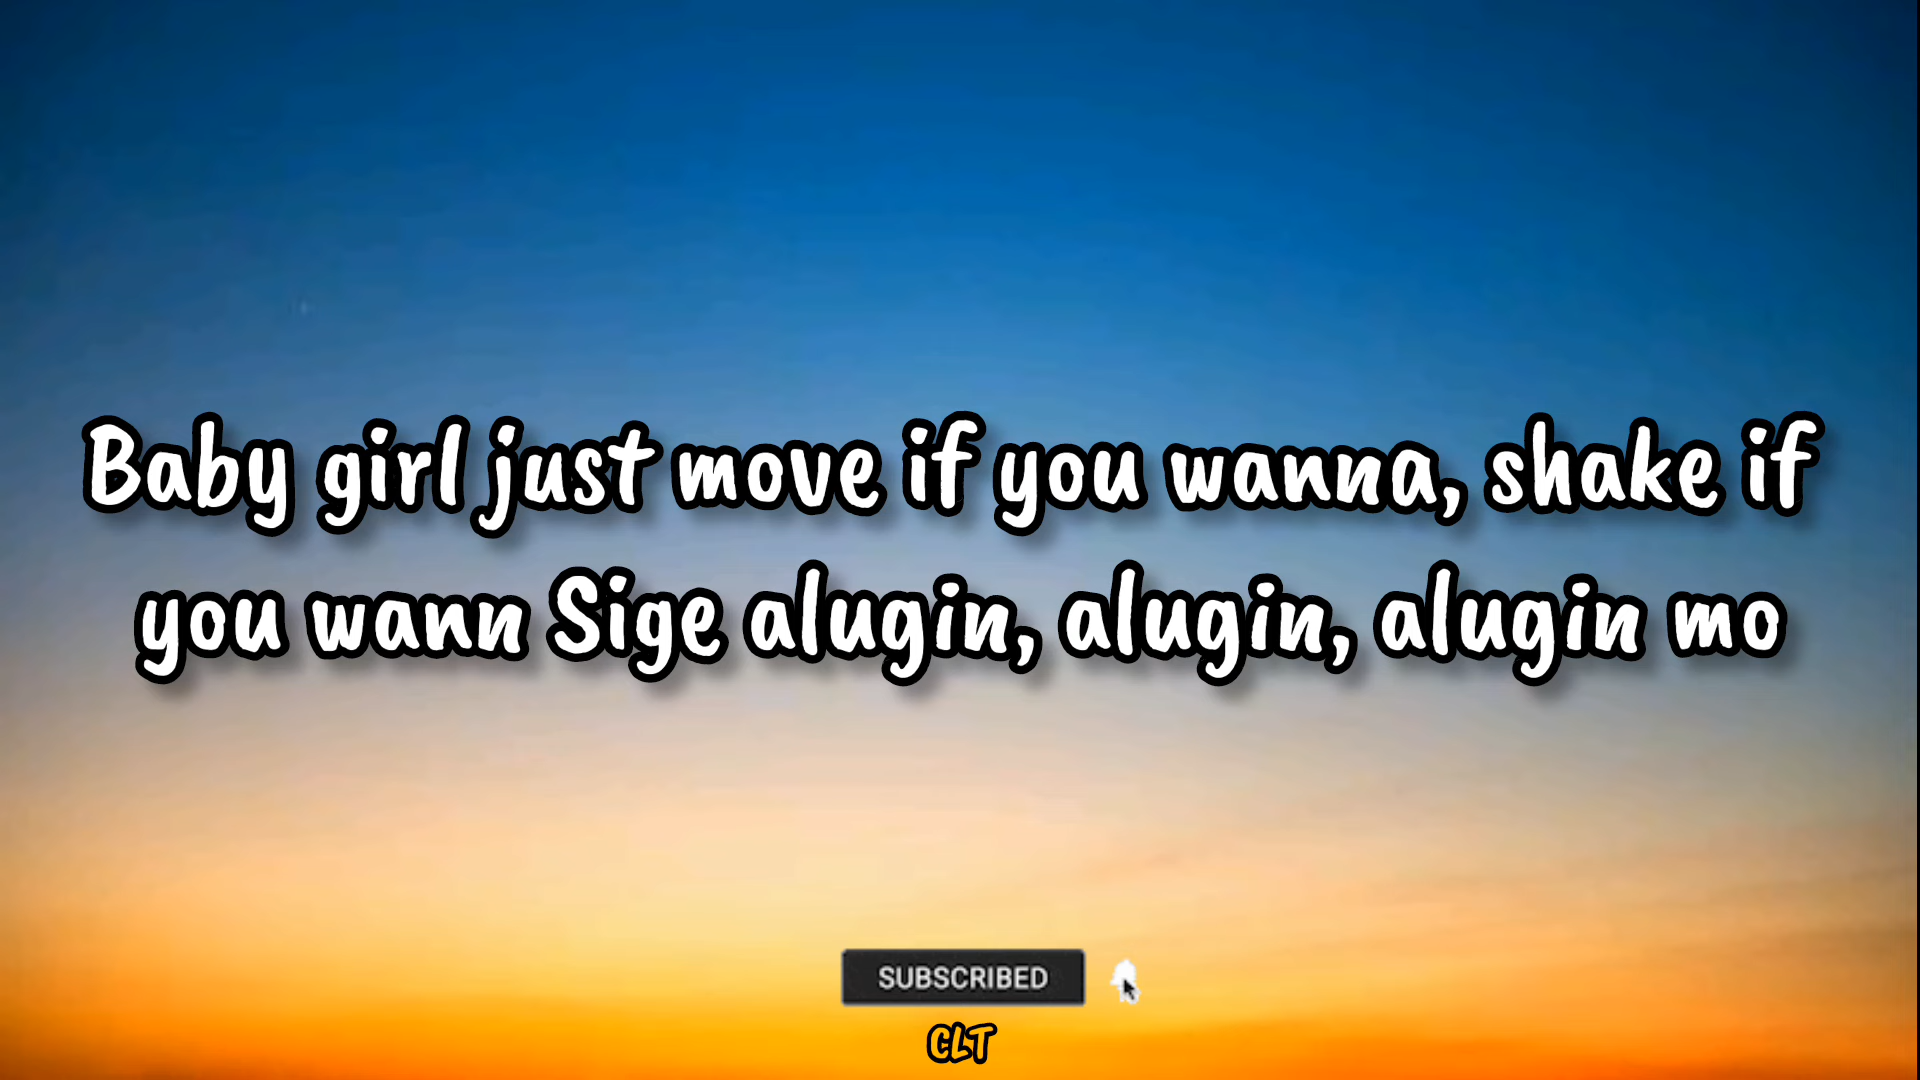 Baby girl just move if you wanna, shake if
you wann Sige alugin, alugin, alugin mo
SUBSCRIBED
CLT